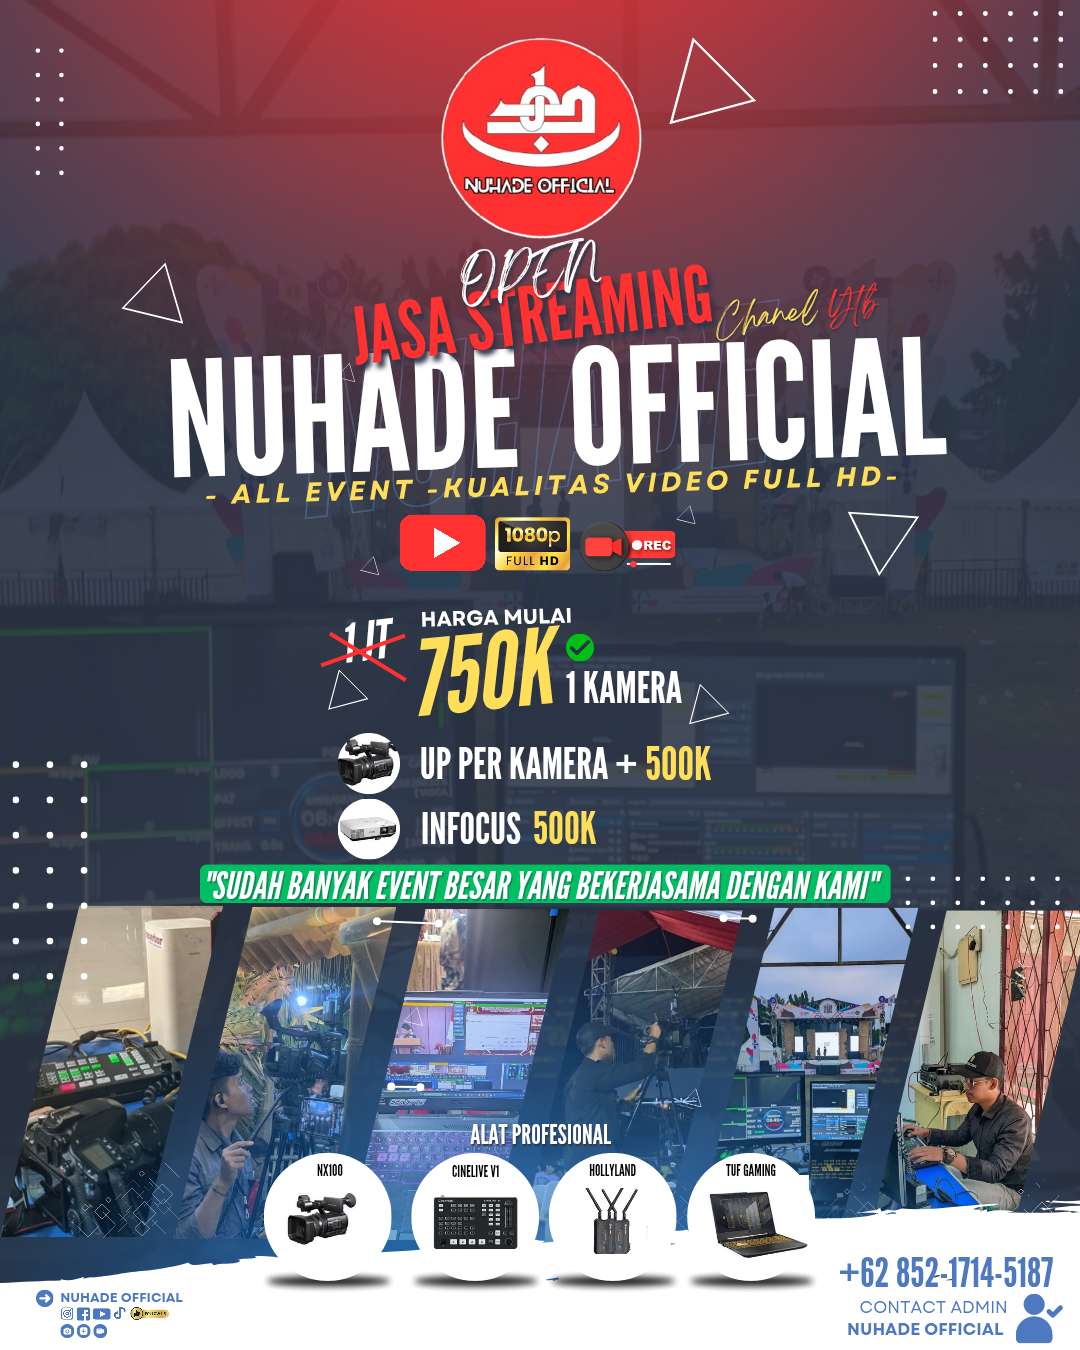 NUHADE OFFICIAL
OPEN
JASA STREAMING
Chanel Ytb
NUHADE OFFICIAL
- ALL EVENT -KUALITAS VIDEO FULL HD-
1080p
FULL HD
REC
HARGA MULAI
1 JT
750K
1 KAMERA
UP PER KAMERA + 500K
INFOCUS 500K
"SUDAH BANYAK EVENT BESAR YANG BEKERJASAMA DENGAN KAMI"
ALAT PROFESIONAL
NX100
CINELIVE V1
HOLLYLAND
TUF GAMING
+62 852-1714-5187
CONTACT ADMIN
NUHADE OFFICIAL
NUHADE OFFICIAL